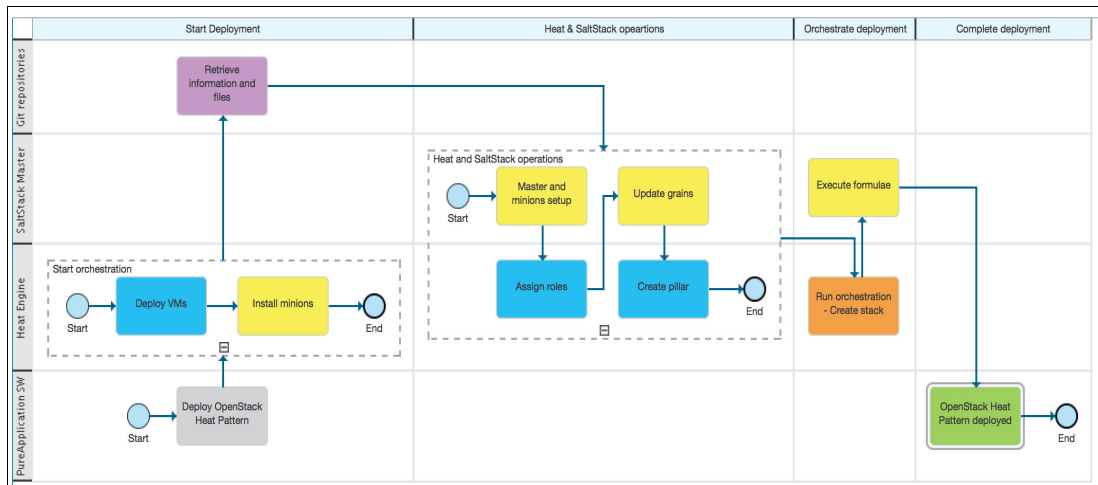 Start Deployment
Heat & SaltStack opeartions
Orchestrate deployment
Complete deployment
Git repositories
Retrieve
information and
files
SaltStack Master
Heat and SaltStack operations
Start
Master and
minions setup
Update grains
Execute formulae
Heat Engine
Start orchestration
Start
Deploy VMs
Install minions
End
Assign roles
Create pillar
End
Run orchestration
- Create stack
PureApplication SW
Start
Deploy OpenStack
Heat Pattern
OpenStack Heat
Pattern deployed
End